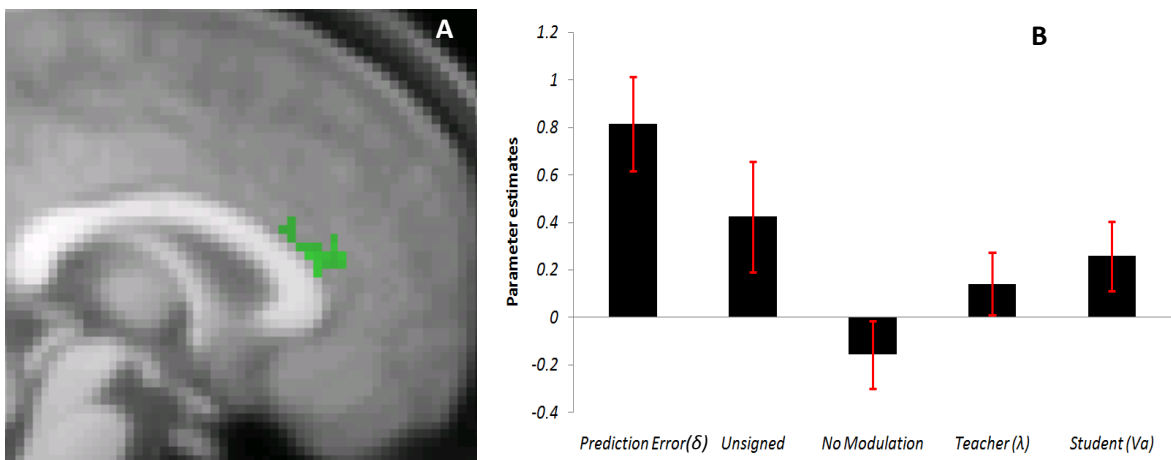 A
B
Parameter estimates
1.2
1
0.8
0.6
0.4
0.2
0
-0.2
-0.4
Prediction Error(δ) Unsigned No Modulation Teacher (λ) Student (Va)